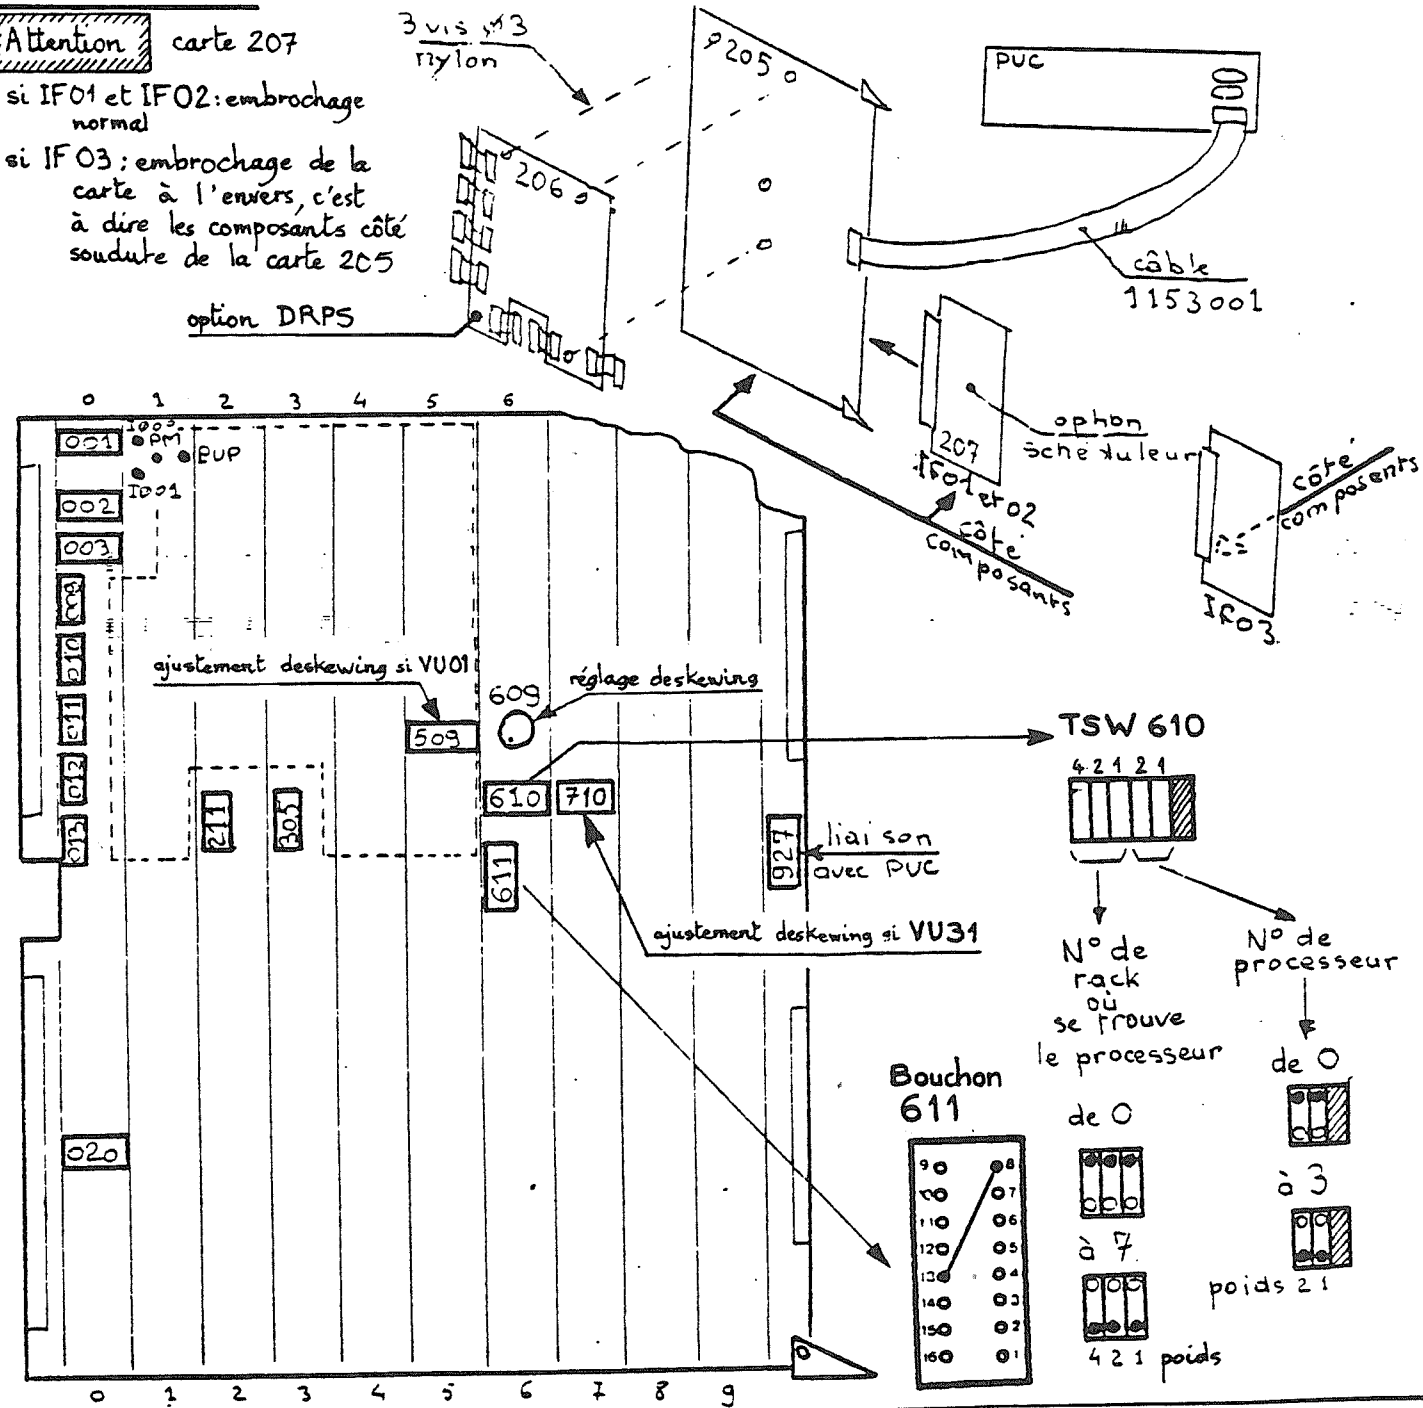 Attention carte 207
si IF01 et IF02: embrochage
normal
si IF03: embrochage de la
carte à l'envers, c'est
à dire les composants côté
soudure de la carte 205
option DRPS
3 vis
nylon
206
205
PUC
câble
1153001
207
IF01 et 02
côté
composants
IF03
côté
composents
0 1 2 3 4 5 6
001
PM
BUP
I001
002
003
009
010
011
012
013
020
ajustement deskewing si VU01
509
609
réglage deskewing
610
710
611
211
305
927
liaison
avec PUC
ajustement deskewing si VU31
0 1 2 3 4 5 6 7 8 9
TSW 610
4 2 1 2 1
N° de
rack
où
se trouve
le processeur
de 0
à 7
4 2 1 poids
N° de
processeur
de 0
à 3
poids 2 1
Bouchon
611
9 8
10 7
11 6
12 5
13 4
14 3
15 2
16 1